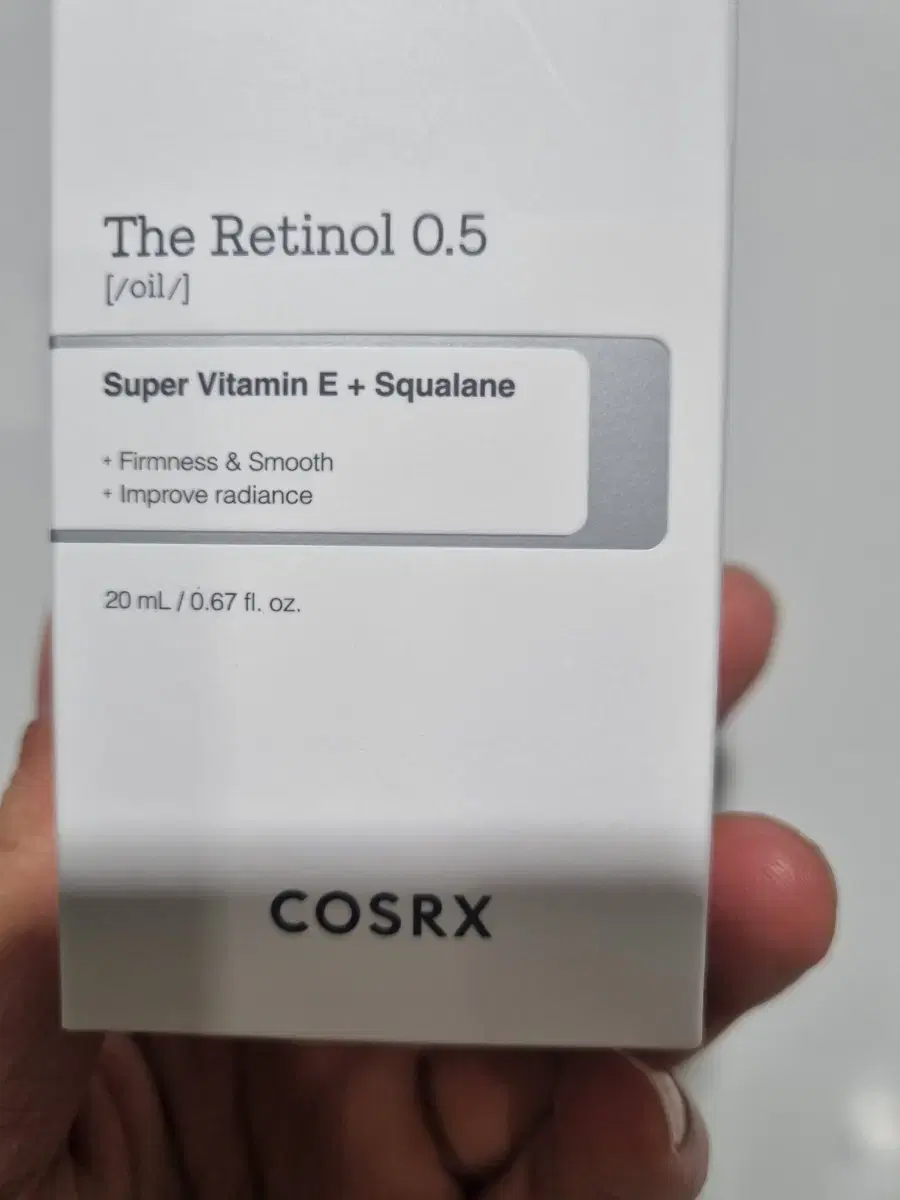 The Retinol 0.5
[/oil/]
Super Vitamin E + Squalane
+ Firmness & Smooth
+ Improve radiance
20 mL / 0.67 fl. oz.
COSRX